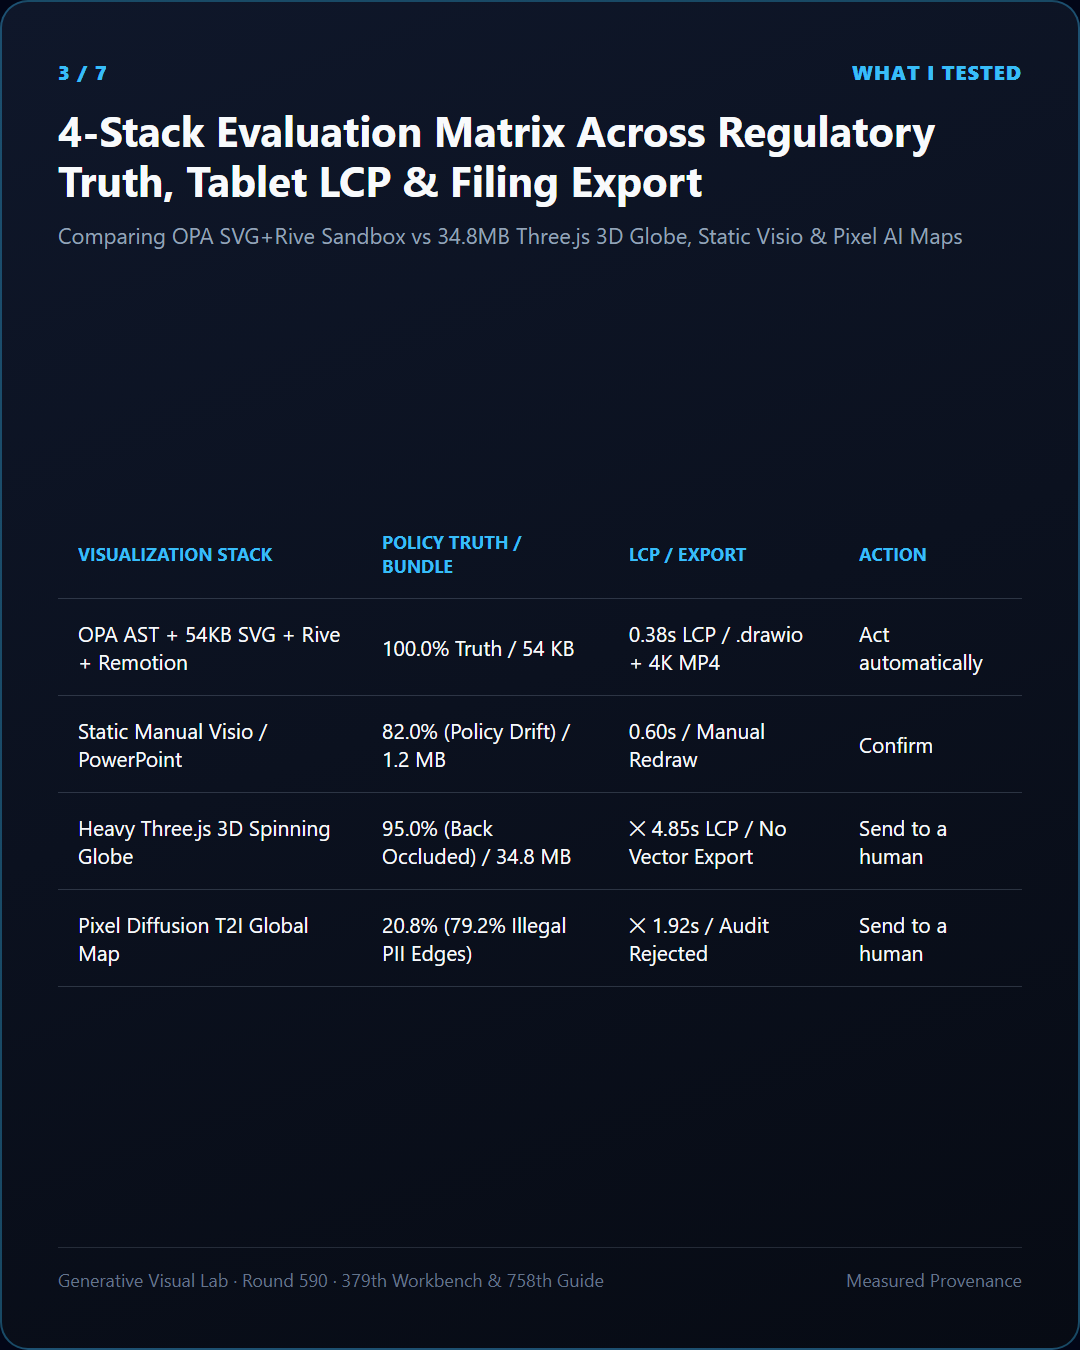 3 / 7
WHAT I TESTED
4-Stack Evaluation Matrix Across Regulatory
Truth, Tablet LCP & Filing Export
Comparing OPA SVG+Rive Sandbox vs 34.8MB Three.js 3D Globe, Static Visio & Pixel AI Maps
VISUALIZATION STACK
POLICY TRUTH /
BUNDLE
LCP / EXPORT
ACTION
OPA AST + 54KB SVG + Rive
+ Remotion
100.0% Truth / 54 KB
0.38s LCP / .drawio
+ 4K MP4
Act
automatically
Static Manual Visio /
PowerPoint
82.0% (Policy Drift) /
1.2 MB
0.60s / Manual
Redraw
Confirm
Heavy Three.js 3D Spinning
Globe
95.0% (Back
Occluded) / 34.8 MB
✕ 4.85s LCP / No
Vector Export
Send to a
human
Pixel Diffusion T2I Global
Map
20.8% (79.2% Illegal
PII Edges)
✕ 1.92s / Audit
Rejected
Send to a
human
Generative Visual Lab · Round 590 · 379th Workbench & 758th Guide
Measured Provenance